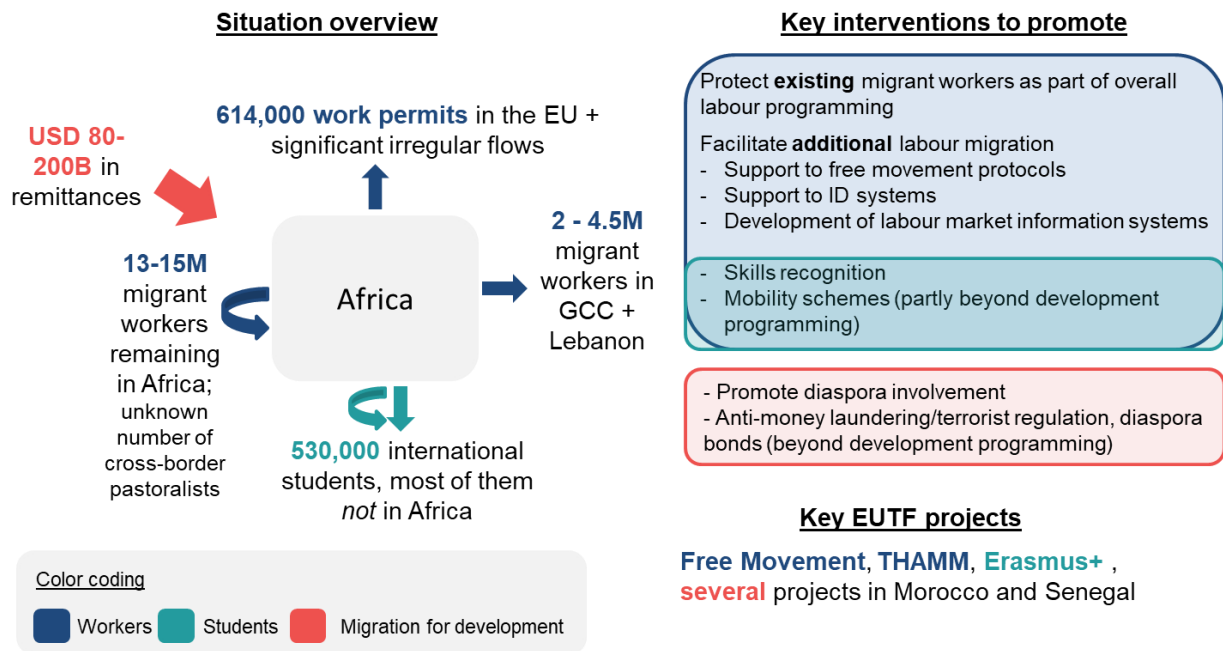 Situation overview
614,000 work permits in the EU +
significant irregular flows
USD 80-
200B in
remittances
13-15M
migrant
workers
remaining
in Africa;
unknown
number of
cross-border
pastoralists
Africa
2 - 4.5M
migrant
workers in
GCC +
Lebanon
530,000 international
students, most of them
not in Africa
Color coding
Workers
Students
Migration for development
Key interventions to promote
Protect existing migrant workers as part of overall
labour programming
Facilitate additional labour migration
- Support to free movement protocols
- Support to ID systems
- Development of labour market information systems
- Skills recognition
- Mobility schemes (partly beyond development
programming)
- Promote diaspora involvement
- Anti-money laundering/terrorist regulation, diaspora
bonds (beyond development programming)
Key EUTF projects
Free Movement, THAMM, Erasmus+ ,
several projects in Morocco and Senegal